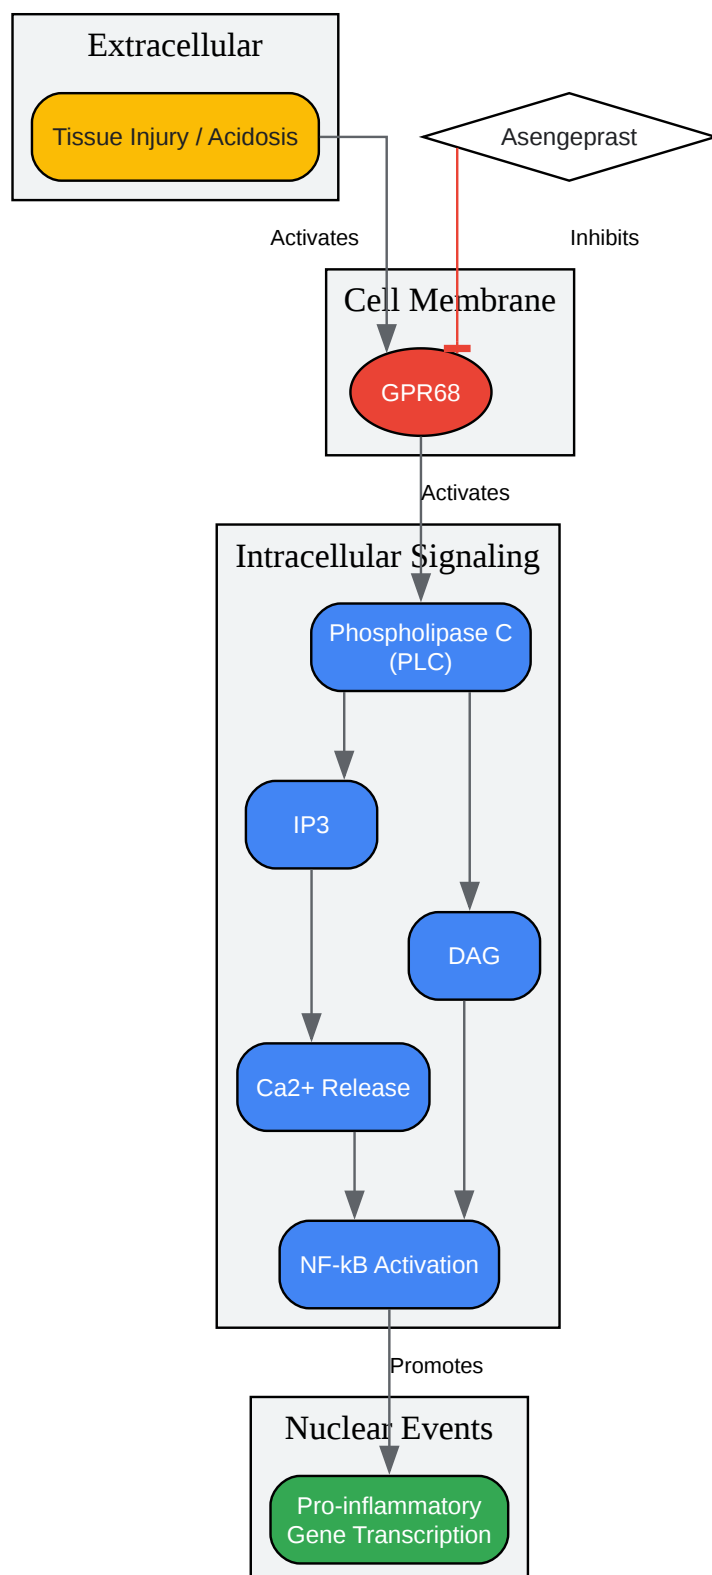 Extracellular
Tissue Injury / Acidosis
Asengeprast
Activates
Inhibits
Cell Membrane
GPR68
Activates
Intracellular Signaling
Phospholipase C
(PLC)
IP3
DAG
Ca2+ Release
NF-kB Activation
Promotes
Nuclear Events
Pro-inflammatory
Gene Transcription